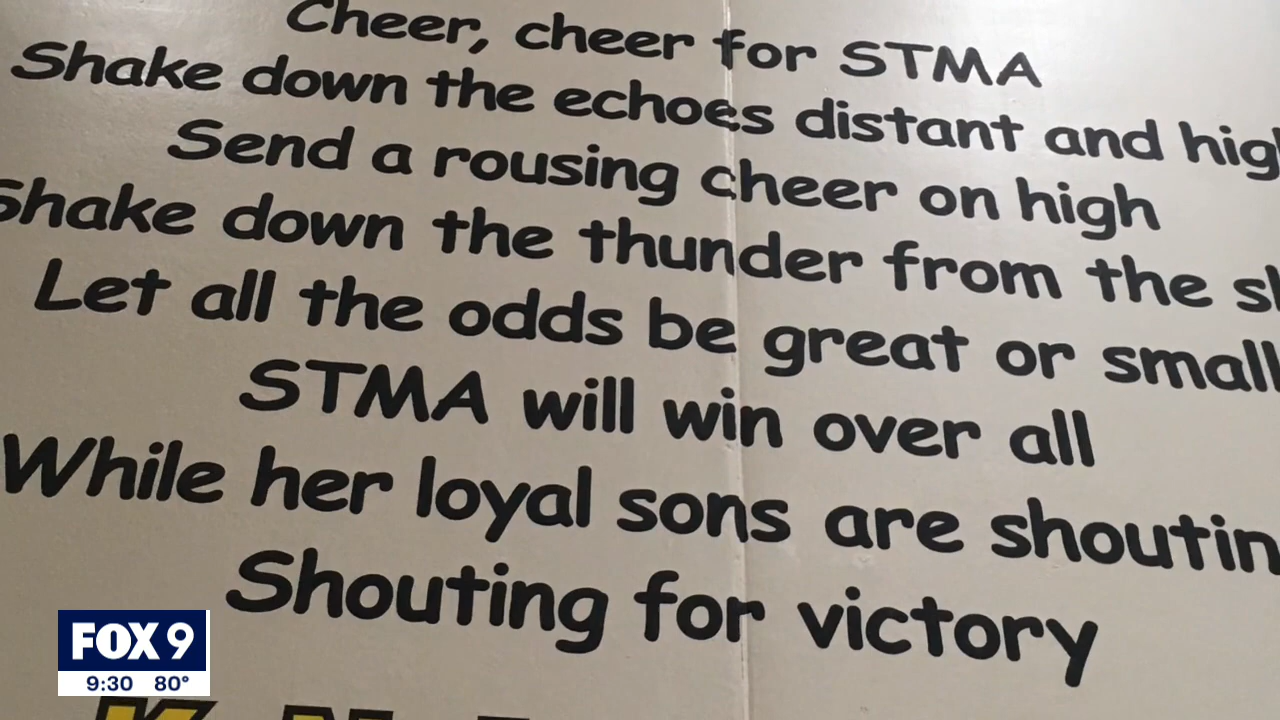 Cheer, cheer for STMA
Shake down the echoes distant and high
Send a rousing cheer on high
Shake down the thunder from the s
Let all the odds be great or small
STMA will win over all
While her loyal sons are shoutin
Shouting for victory
FOX 9
9:30 80°